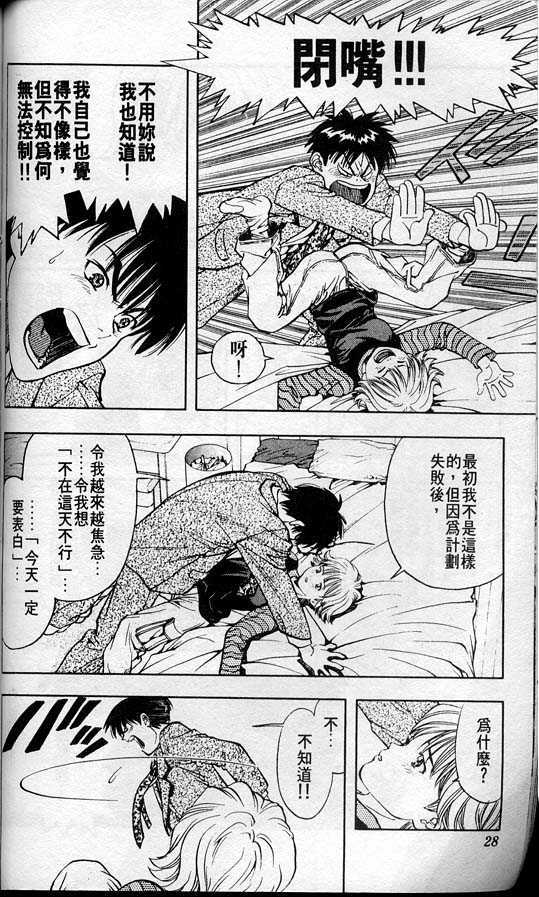 閉嘴!!!
呀！
不用妳說
我也知道！
我自己也覺
得不像樣，
但不知為何
無法控制!!
最初我不是這樣
的，但因為計劃
失敗後，
令我越來越焦急…
……令我想
「不在這天不行」…
……「今天一定
要表白」…
為什麼？
不…
不知道!!
28